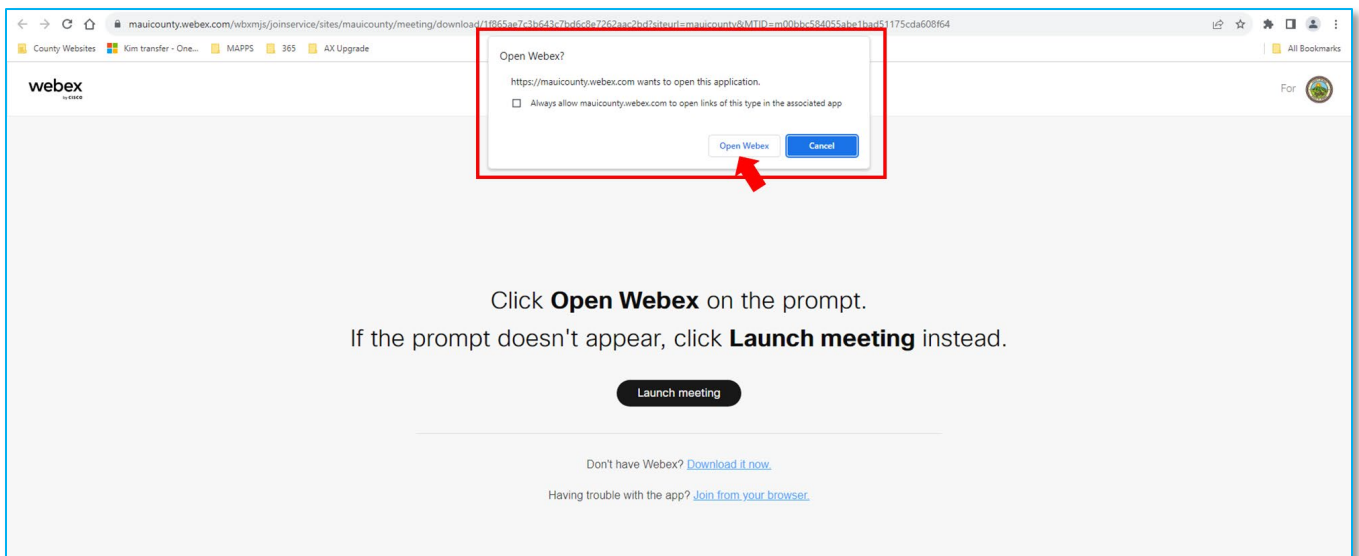 mauicounty.webex.com/wbxmjs/joinservice/sites/mauicounty/meeting/download/1f865ae7c3b643c7bd6c8e7262aac2bd?siteurl=mauicounty&MTID=m00bbc584055abe1bad51175cda608f64
County Websites Kim transfer - One... MAPPS 365 AX Upgrade All Bookmarks
webex
by CISCO
For
Open Webex?
https://mauicounty.webex.com wants to open this application.
Always allow mauicounty.webex.com to open links of this type in the associated app
Open Webex Cancel
Click Open Webex on the prompt.
If the prompt doesn't appear, click Launch meeting instead.
Launch meeting
Don't have Webex? Download it now.
Having trouble with the app? Join from your browser.